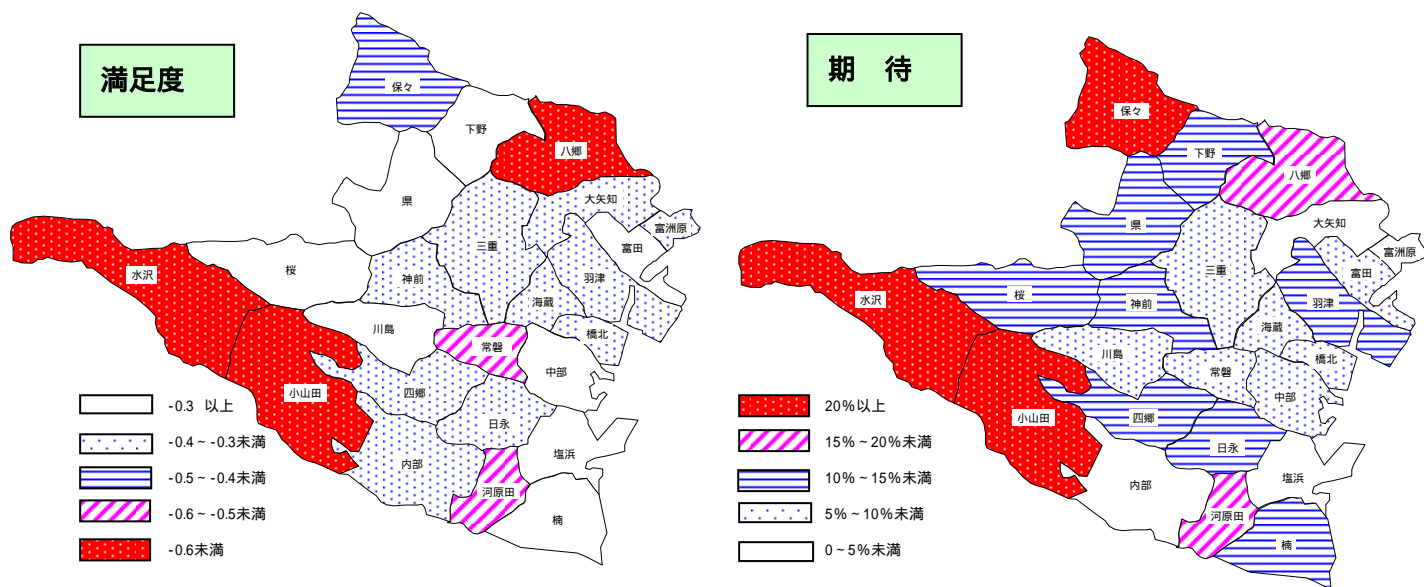 満足度
保々
下野
八郷
県
大矢知
富洲原
三重
富田
水沢
桜
神前
羽津
海蔵
川島
橋北
常磐
中部
小山田
四郷
日永
塩浜
内部
河原田
楠
-0.3 以上
-0.4 ~ -0.3未満
-0.5 ~ -0.4未満
-0.6 ~ -0.5未満
-0.6未満
期 待
保々
下野
八郷
県
大矢知
富洲原
三重
富田
水沢
桜
神前
羽津
海蔵
川島
橋北
常磐
中部
小山田
四郷
日永
塩浜
内部
河原田
楠
20%以上
15% ~ 20%未満
10% ~ 15%未満
5% ~ 10%未満
0 ~ 5%未満